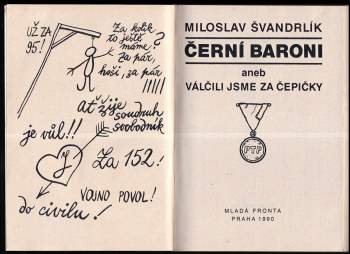 UŽ ZA
95!
Za kolik
to ještě
máme?
Za pár,
hoši, za pár
!!!!!
ať žije
soudruh
svobodník
je vůl!!
y
Za 152!
VOJNO POVOL!
do civilu!
MILOSLAV ŠVANDRLÍK
ČERNÍ BARONI
aneb
VÁLČILI JSME ZA ČEPIČKY
PTP
MLADÁ FRONTA
PRAHA 1990